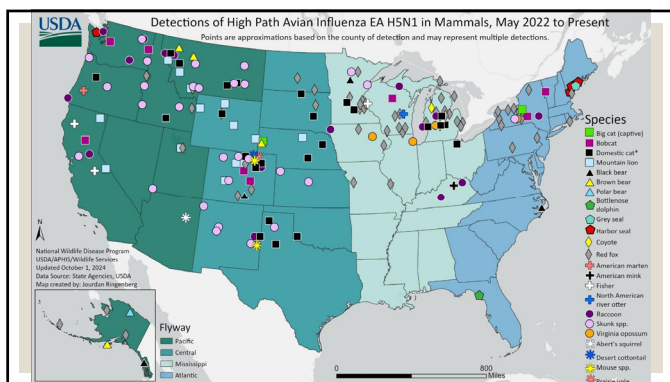 USDA
Detections of High Path Avian Influenza EA H5N1 in Mammals, May 2022 to Present
Points are approximations based on the county of detection and may represent multiple detections.
Species
Big cat (captive)
Bobcat
Domestic cat*
Mountain lion
Black bear
Brown bear
Polar bear
Bottlenose
dolphin
Grey seal
Harbor seal
Coyote
Red fox
American marten
American mink
Fisher
North American
river otter
Raccoon
Skunk spp.
Virginia opossum
Abert's squirrel
Desert cottontail
Mouse spp.
Prairie vole
N
National Wildlife Disease Program
USDA/APHIS/Wildlife Services
Updated October 1, 2024
Data Source: State Agencies, USDA
Map created by: Jourdan Ringenberg
Flyway
Pacific
Central
Mississippi
Atlantic
0
800
Miles